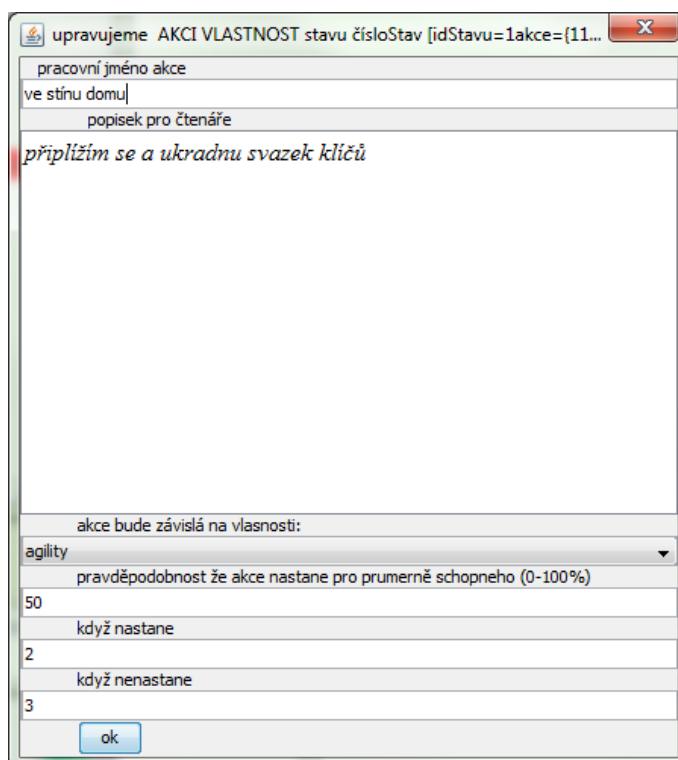 upravujeme  AKCI VLASTNOST stavu čísloStav [idStavu=1akce={11...
pracovní jméno akce
ve stínu domu
popisek pro čtenáře
připlížím se a ukradnu svazek klíčů
akce bude závislá na vlasnosti:
agility
pravděpodobnost že akce nastane pro prumerně schopneho (0-100%)
50
když nastane
2
když nenastane
3
ok